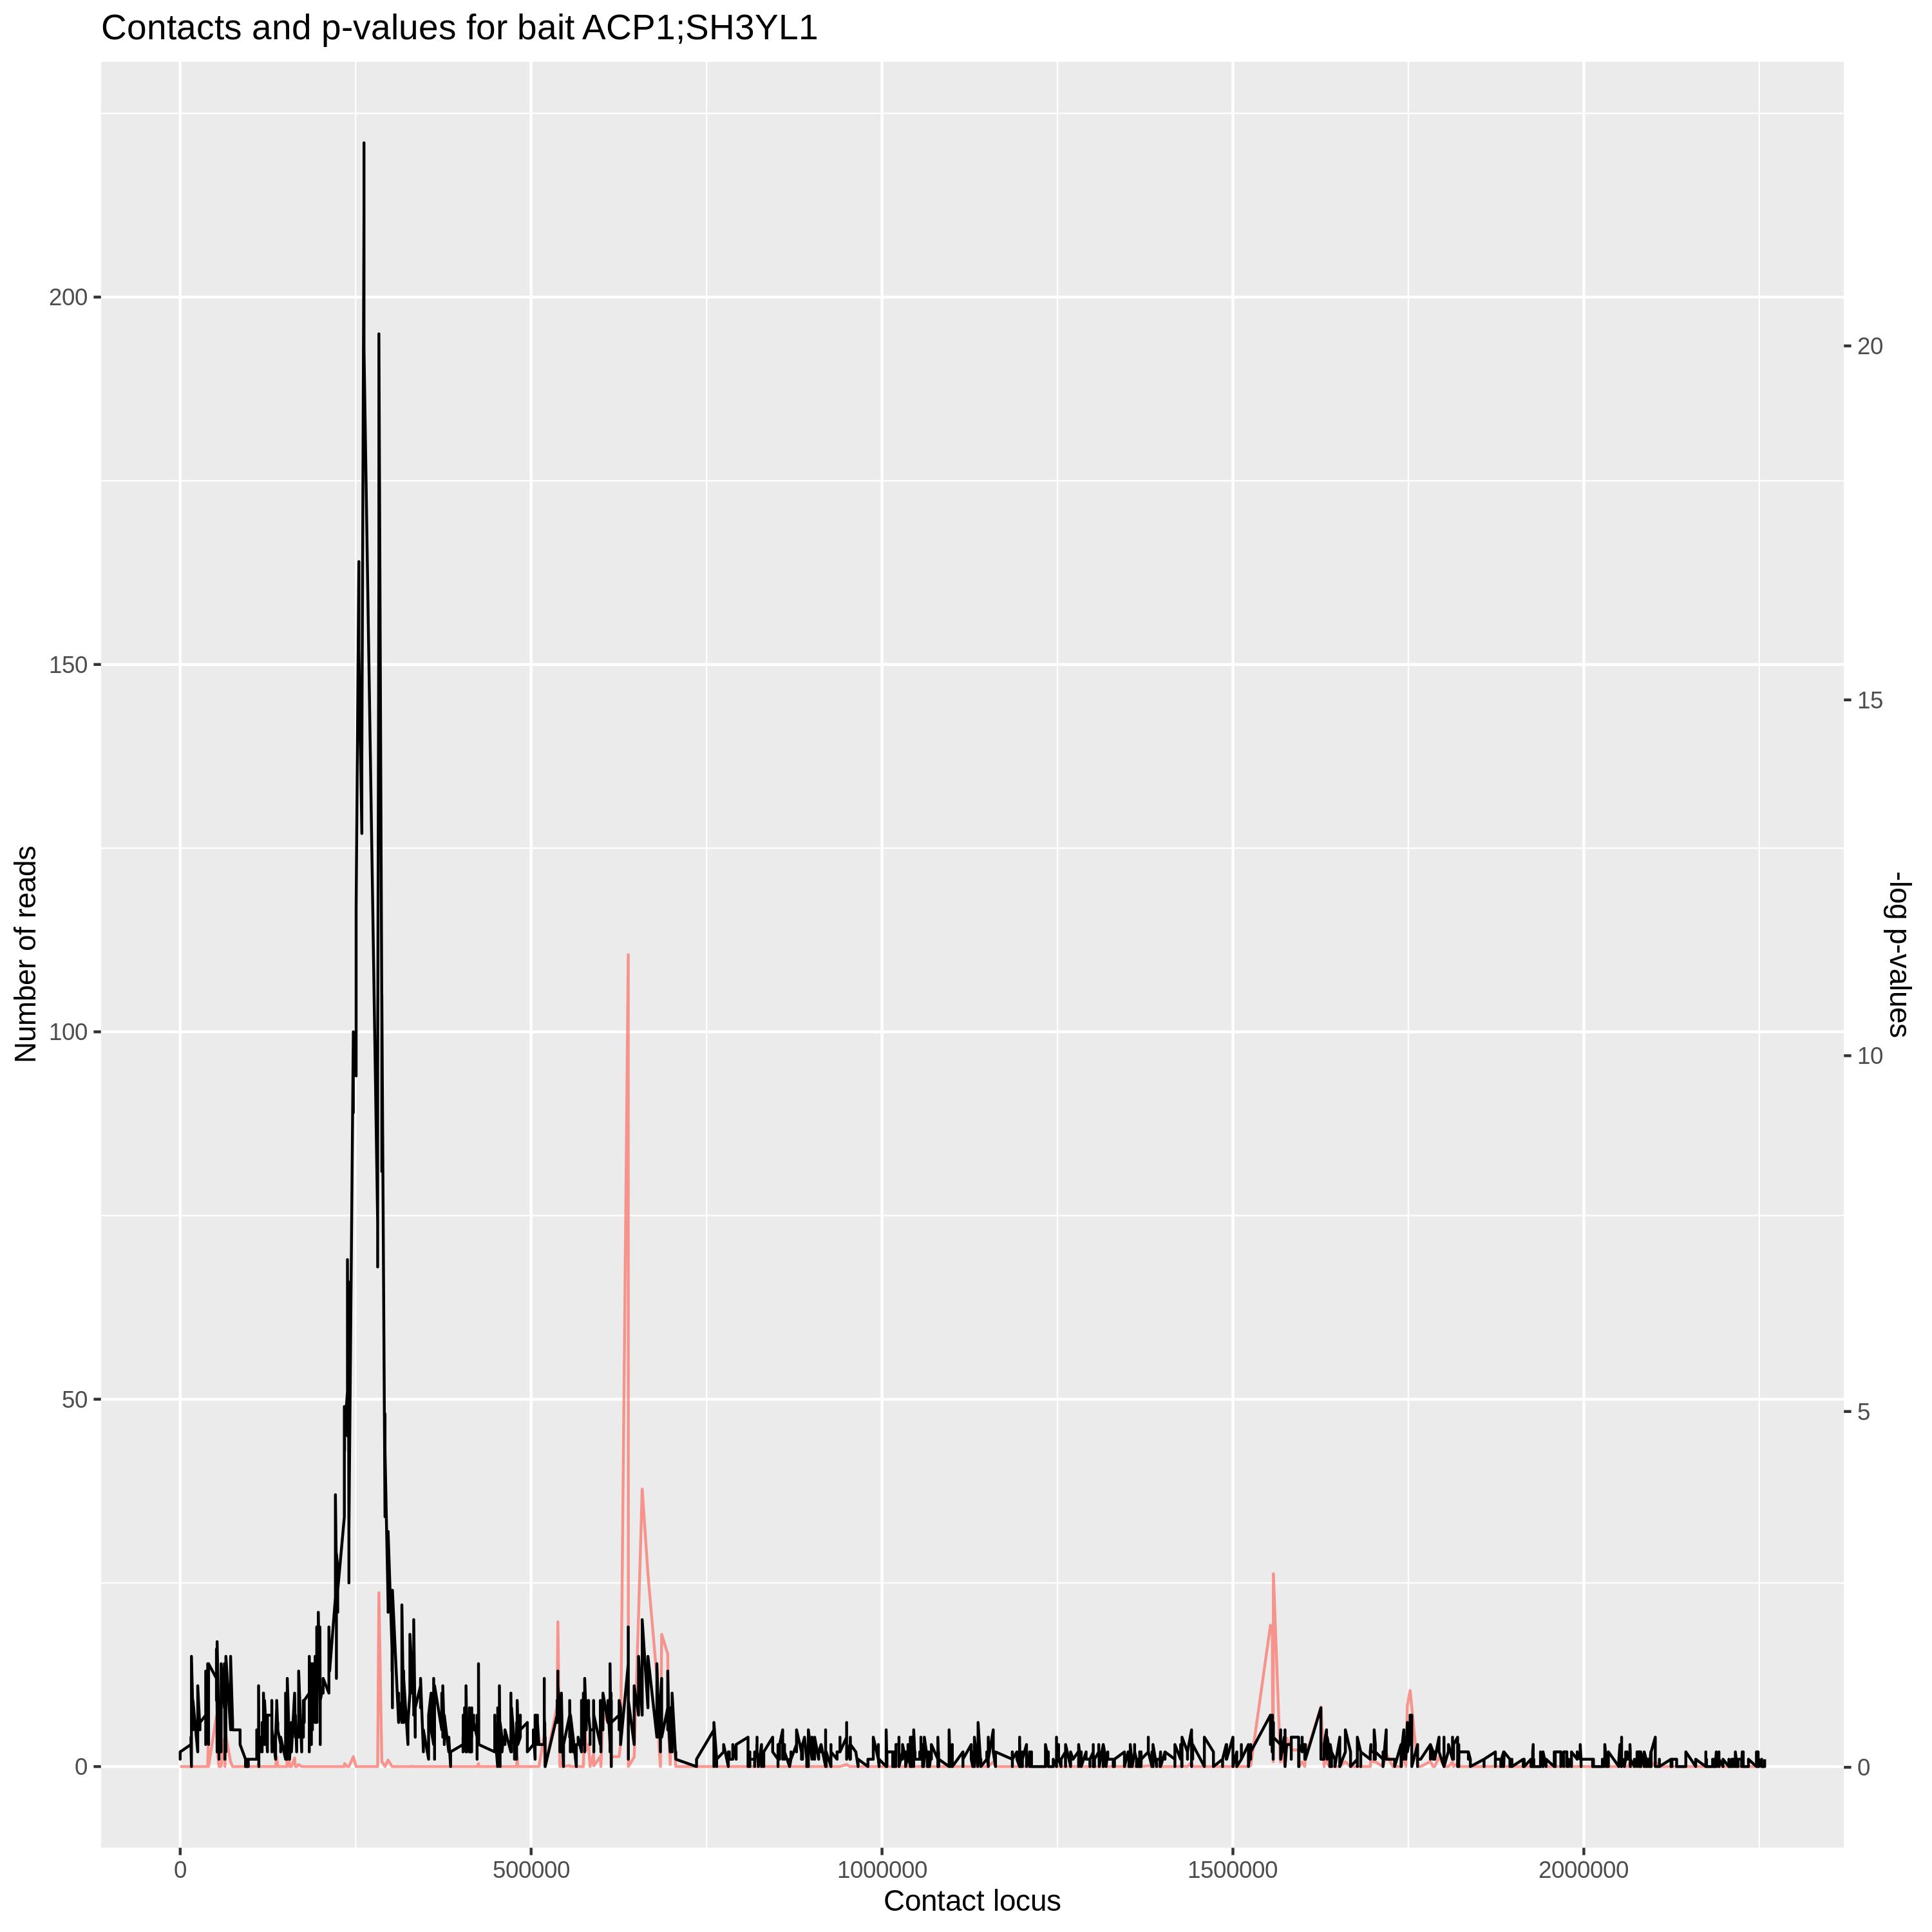 Contacts and p-values for bait ACP1;SH3YL1
Number of reads
200
150
100
50
0
20
15
10
5
0
-log p-values
0 500000 1000000 1500000 2000000
Contact locus